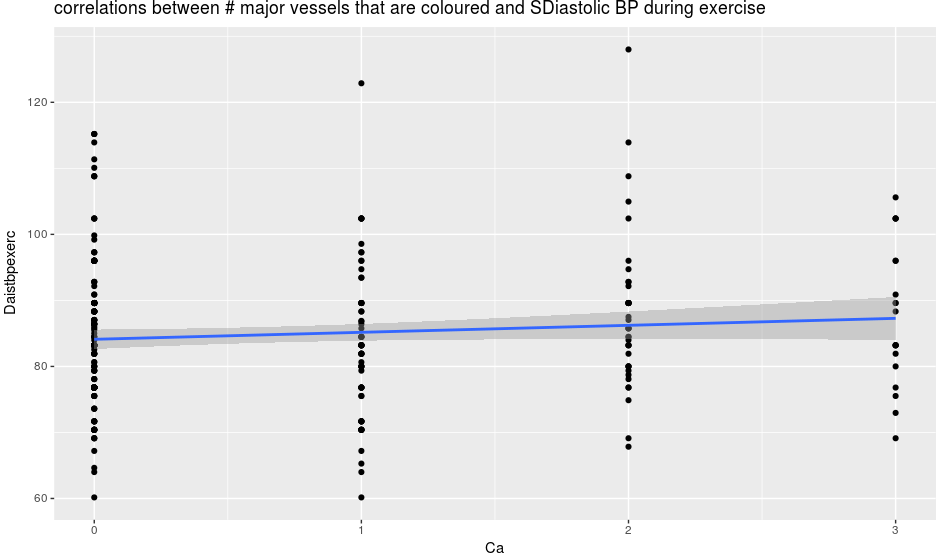 correlations between # major vessels that are coloured and SDiastolic BP during exercise
120
100
80
60
Daistbpexerc
0 1 2 3
Ca